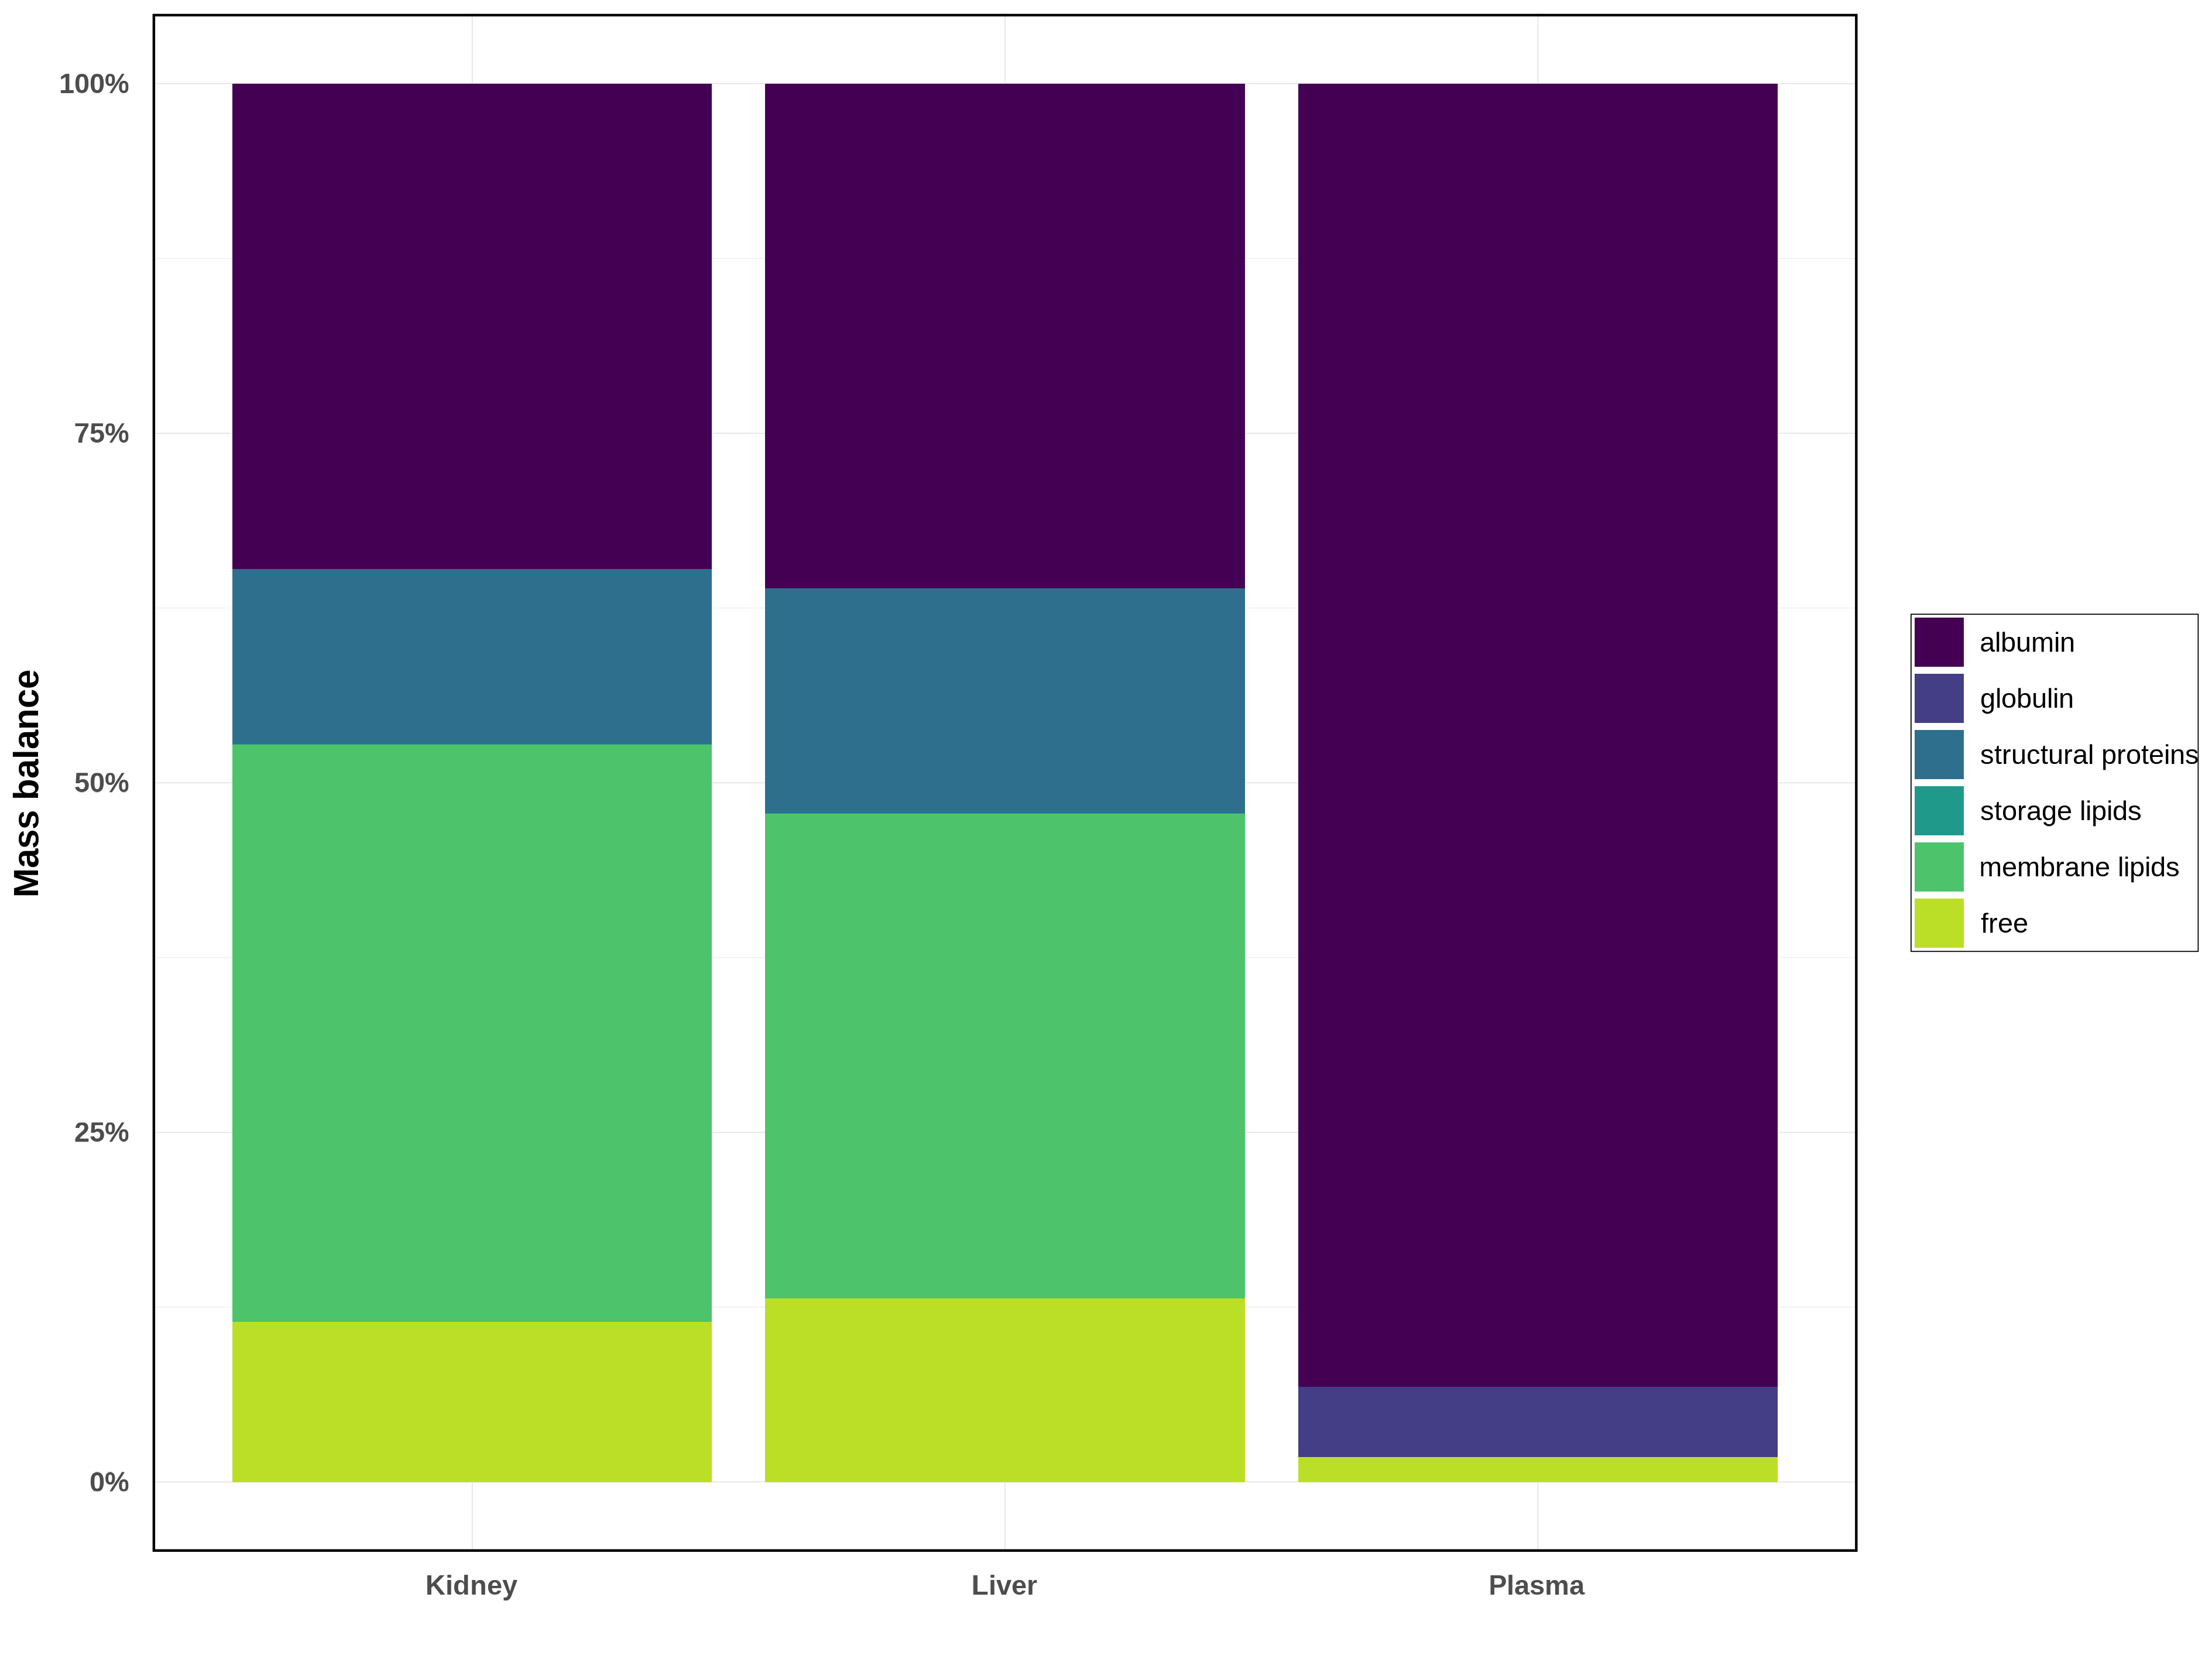 Mass balance
100%
75%
50%
25%
0%
Kidney
Liver
Plasma
albumin
globulin
structural proteins
storage lipids
membrane lipids
free